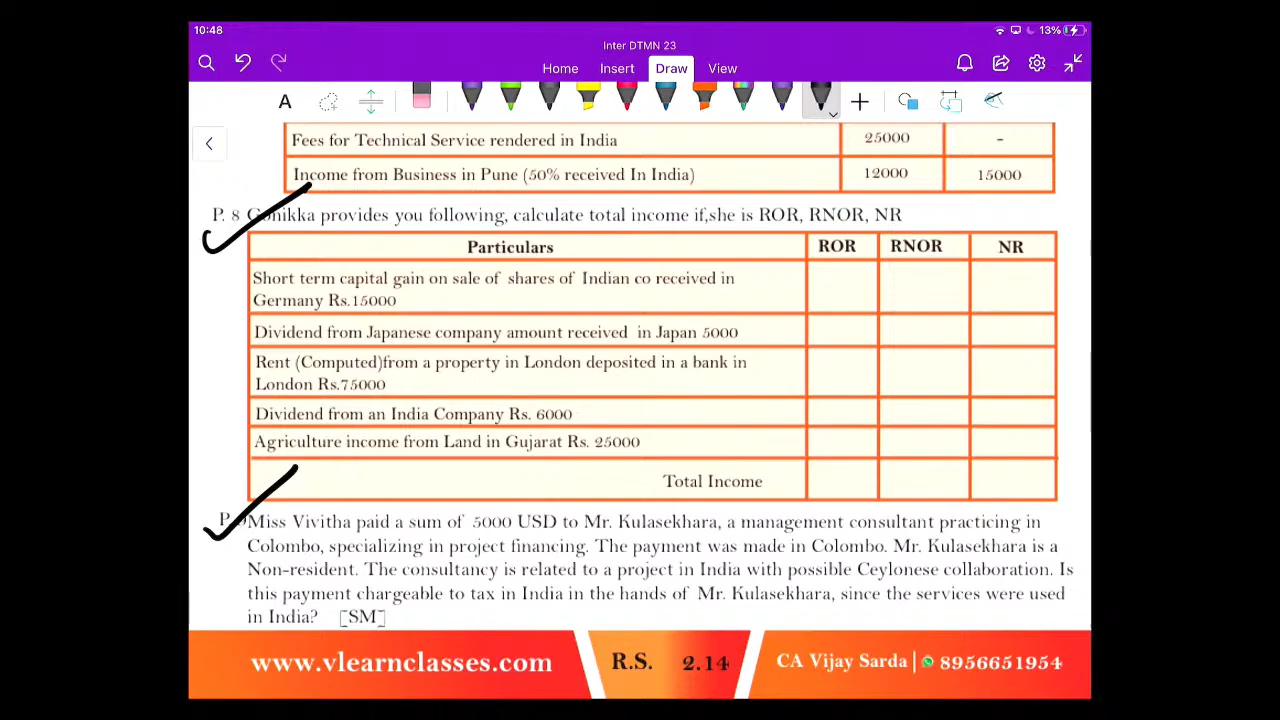 10:48
13%
Inter DTMN 23
Home Insert Draw View
A
Fees for Technical Service rendered in India 25000 -
Income from Business in Pune (50% received In India) 12000 15000
P. 8 Gohikka provides you following, calculate total income if,she is ROR, RNOR, NR
Particulars ROR RNOR NR
Short term capital gain on sale of shares of Indian co received in
Germany Rs.15000
Dividend from Japanese company amount received in Japan 5000
Rent (Computed)from a property in London deposited in a bank in
London Rs.75000
Dividend from an India Company Rs. 6000
Agriculture income from Land in Gujarat Rs. 25000
Total Income
Miss Vivitha paid a sum of 5000 USD to Mr. Kulasekhara, a management consultant practicing in
Colombo, specializing in project financing. The payment was made in Colombo. Mr. Kulasekhara is a
Non-resident. The consultancy is related to a project in India with possible Ceylonese collaboration. Is
this payment chargeable to tax in India in the hands of Mr. Kulasekhara, since the services were used
in India? [SM]
www.vlearnclasses.com R.S. 2.14 CA Vijay Sarda | 8956651954